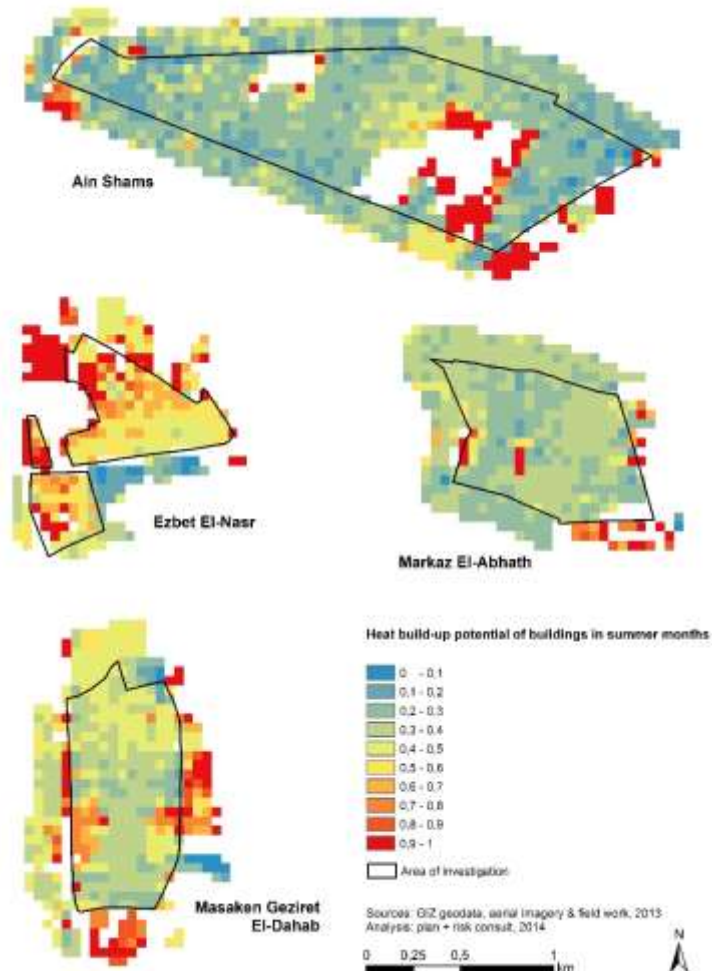 Ain Shams
Ezbet El-Nasr
Markaz El-Abhath
Masaken Geziret
El-Dahab
Heat build-up potential of buildings in summer months
0 - 0,1
0,1 - 0,2
0,2 - 0,3
0,3 - 0,4
0,4 - 0,5
0,5 - 0,6
0,6 - 0,7
0,7 - 0,8
0,8 - 0,9
0,9 - 1
Area of investigation
Sources: GIZ geodata, aerial imagery & field work, 2013
Analysis: plan + risk consult, 2014
N
0 0,25 0,5 1
km